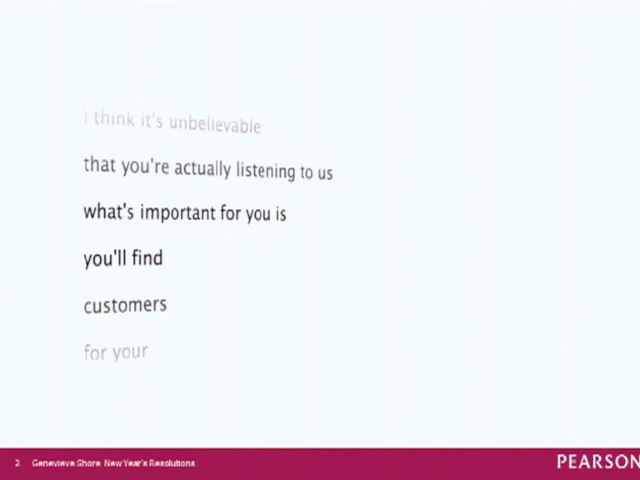 I think it's unbelievable
that you're actually listening to us
what's important for you is
you'll find
customers
for your
2 Genevieve Shore New Year's Resolutions
PEARSON